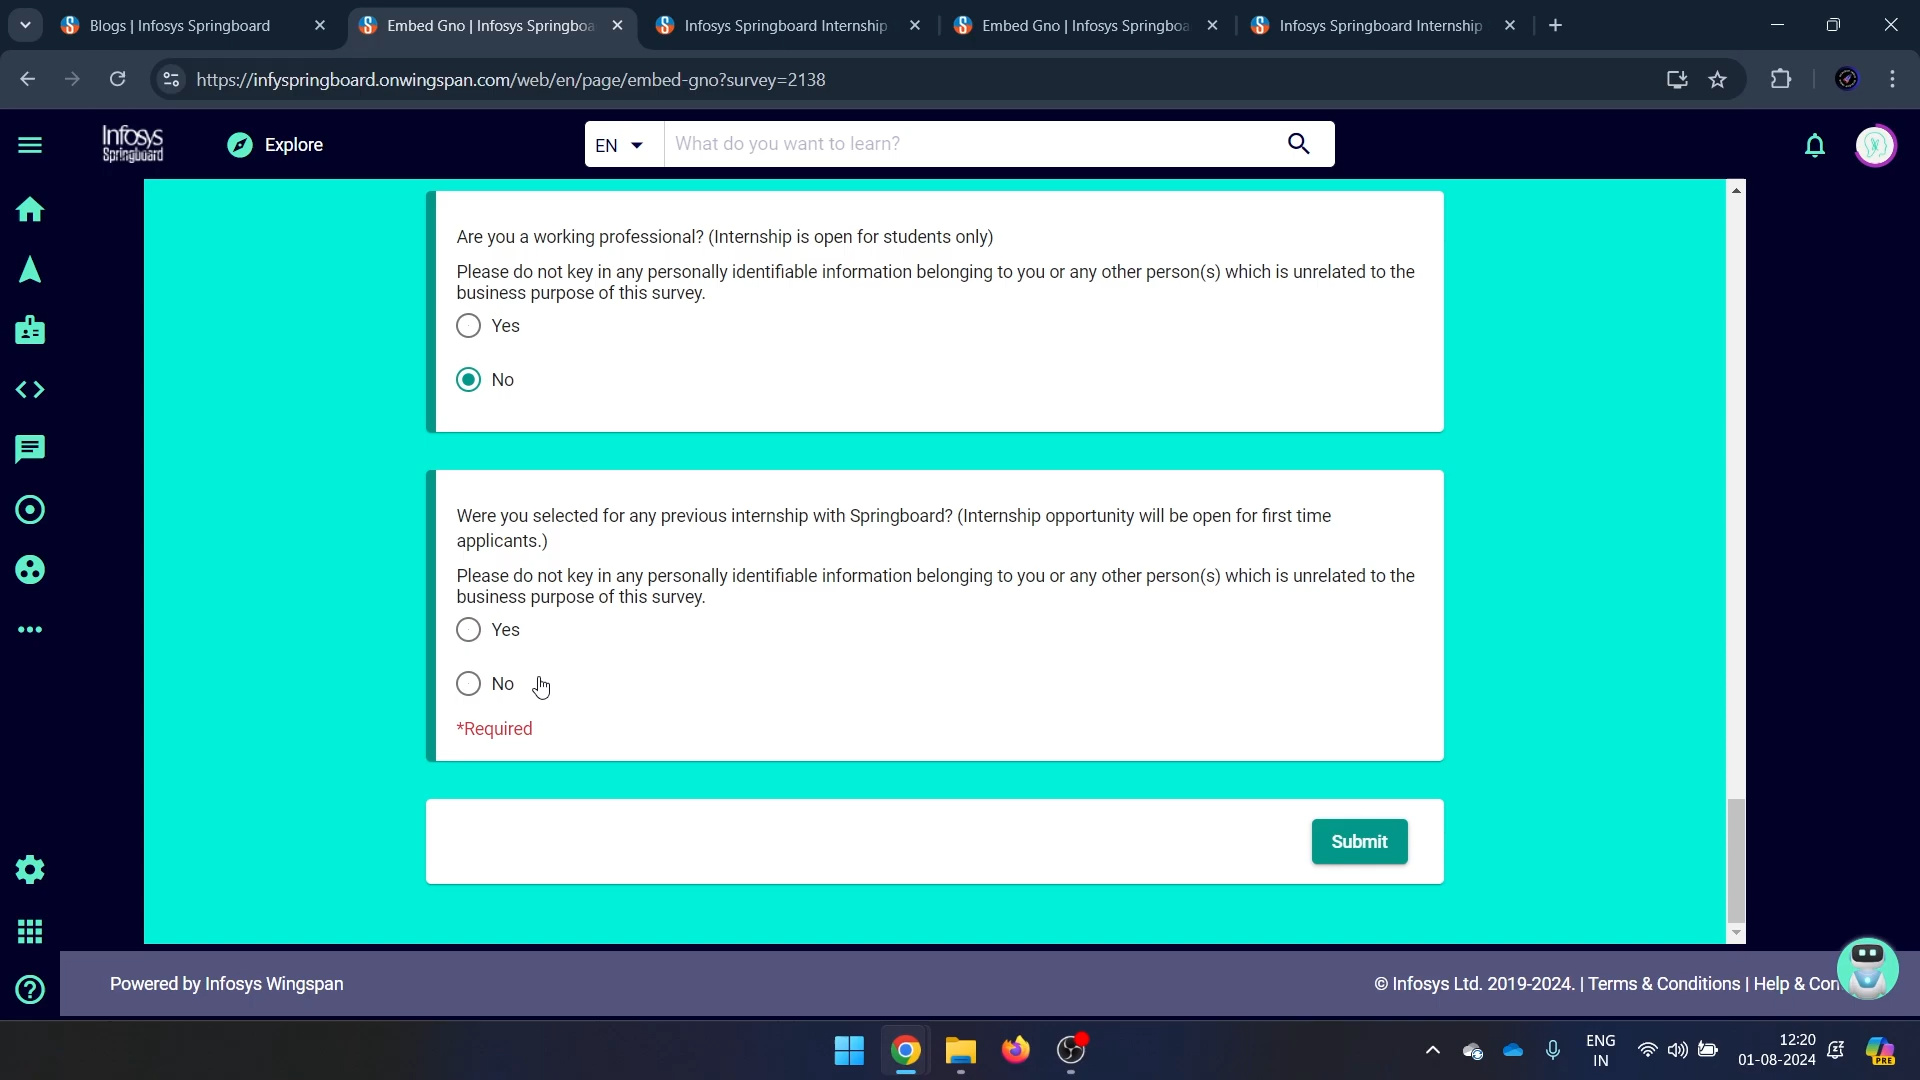 Blogs | Infosys Springboard
Embed Gno | Infosys Springboa
Infosys Springboard Internship
Embed Gno | Infosys Springboa
Infosys Springboard Internship
https://infyspringboard.onwingspan.com/web/en/page/embed-gno?survey=2138
Infosys
Springboard
Explore
EN
What do you want to learn?
Are you a working professional? (Internship is open for students only)
Please do not key in any personally identifiable information belonging to you or any other person(s) which is unrelated to the
business purpose of this survey.
Yes
No
Were you selected for any previous internship with Springboard? (Internship opportunity will be open for first time
applicants.)
Please do not key in any personally identifiable information belonging to you or any other person(s) which is unrelated to the
business purpose of this survey.
Yes
No
*Required
Submit
Powered by Infosys Wingspan
© Infosys Ltd. 2019-2024. | Terms & Conditions | Help & Con
ENG
IN
12:20
01-08-2024
PRE